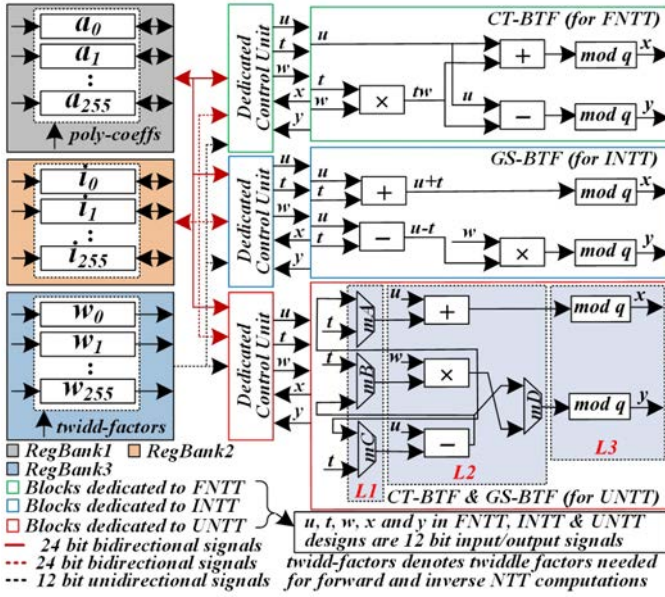 a0
a1
:
a255
poly-coeffs
i0
i1
:
i255
w0
w1
:
w255
twidd-factors
Dedicated
Control Unit
u
t
w
x
y
CT-BTF (for FNTT)
u
t
w
×
tw
u
+
−
mod q
x
mod q
y
Dedicated
Control Unit
u
t
w
x
y
GS-BTF (for INTT)
u
t
+
u+t
u
t
−
u-t
w
×
mod q
x
mod q
y
Dedicated
Control Unit
u
t
w
x
y
t
mA
t
mB
mC
t
L1
u
+
w
×
u
−
mD
L2
mod q
x
mod q
y
L3
CT-BTF & GS-BTF (for UNTT)
RegBank1
RegBank2
RegBank3
Blocks dedicated to FNTT
Blocks dedicated to INTT
Blocks dedicated to UNTT
24 bit bidirectional signals
24 bit bidirectional signals
12 bit unidirectional signals
u, t, w, x and y in FNTT, INTT & UNTT
designs are 12 bit input/output signals
twidd-factors denotes twiddle factors needed
for forward and inverse NTT computations